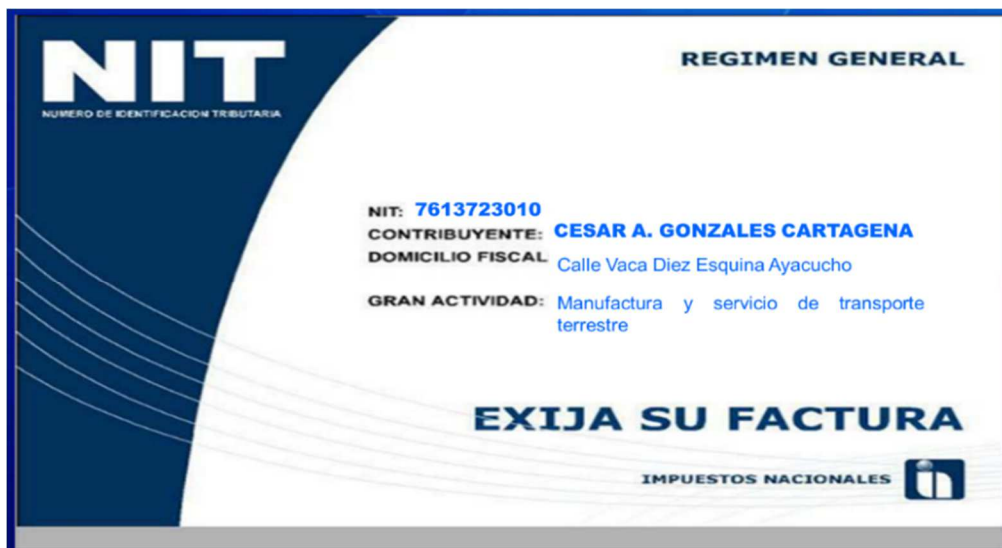 NIT
NUMERO DE IDENTIFICACION TRIBUTARIA
REGIMEN GENERAL
NIT: 7613723010
CONTRIBUYENTE: CESAR A. GONZALES CARTAGENA
DOMICILIO FISCAL Calle Vaca Diez Esquina Ayacucho
GRAN ACTIVIDAD: Manufactura y servicio de transporte
terrestre
EXIJA SU FACTURA
IMPUESTOS NACIONALES